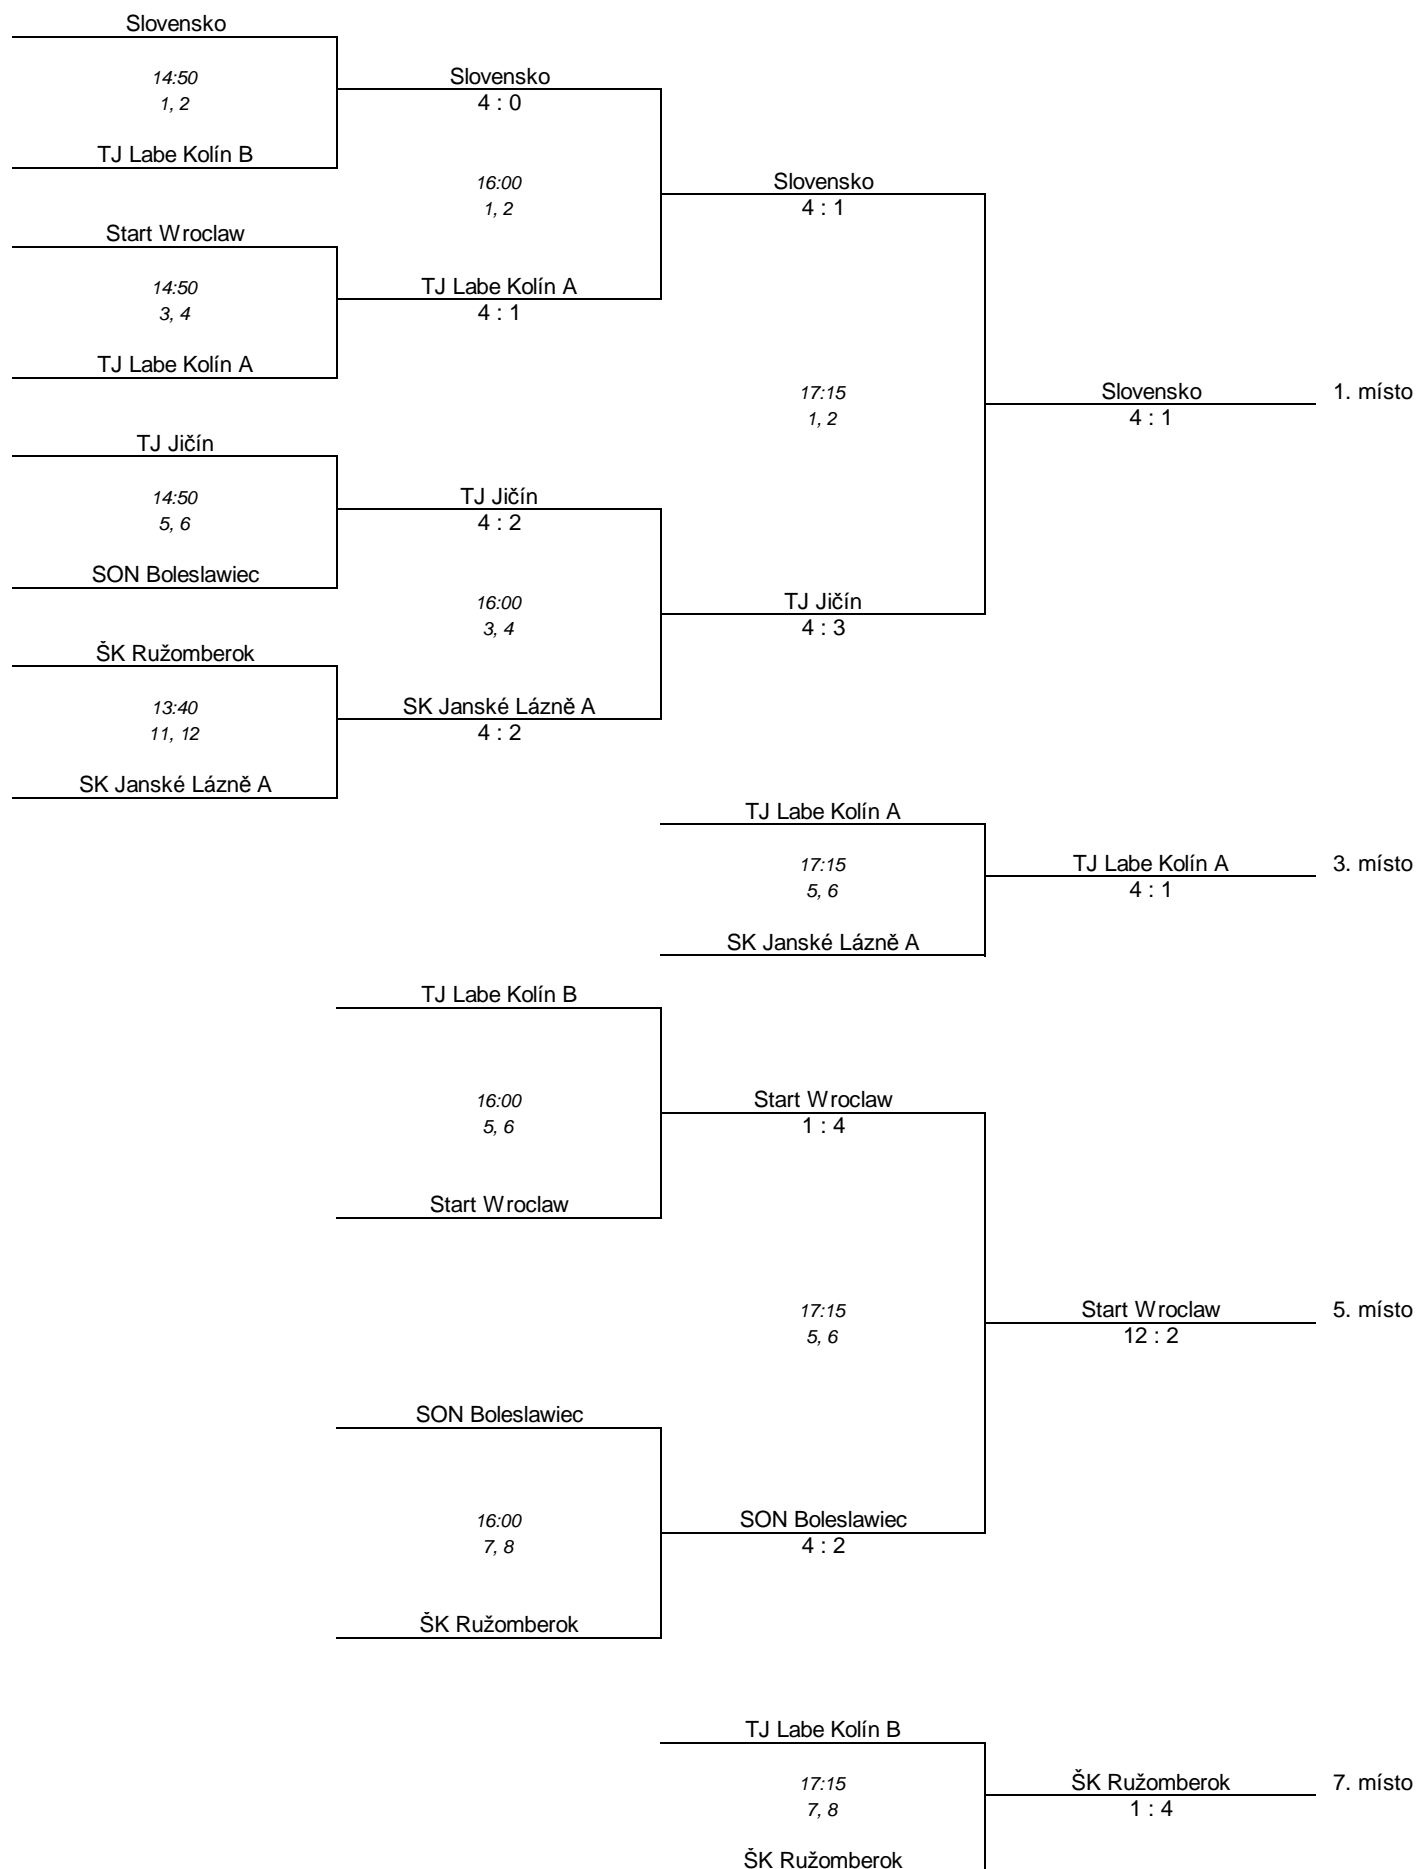 Slovensko
14:50
1, 2
Slovensko
4 : 0
TJ Labe Kolín B
16:00
1, 2
Slovensko
4 : 1
Start Wroclaw
14:50
3, 4
TJ Labe Kolín A
4 : 1
TJ Labe Kolín A
17:15
1, 2
Slovensko
4 : 1
1. místo
TJ Jičín
14:50
5, 6
TJ Jičín
4 : 2
SON Boleslawiec
16:00
3, 4
TJ Jičín
4 : 3
ŠK Ružomberok
13:40
11, 12
SK Janské Lázně A
4 : 2
SK Janské Lázně A
TJ Labe Kolín A
17:15
5, 6
TJ Labe Kolín A
4 : 1
3. místo
SK Janské Lázně A
TJ Labe Kolín B
16:00
5, 6
Start Wroclaw
1 : 4
Start Wroclaw
17:15
5, 6
Start Wroclaw
12 : 2
5. místo
SON Boleslawiec
16:00
7, 8
SON Boleslawiec
4 : 2
ŠK Ružomberok
TJ Labe Kolín B
17:15
7, 8
ŠK Ružomberok
1 : 4
7. místo
ŠK Ružomberok